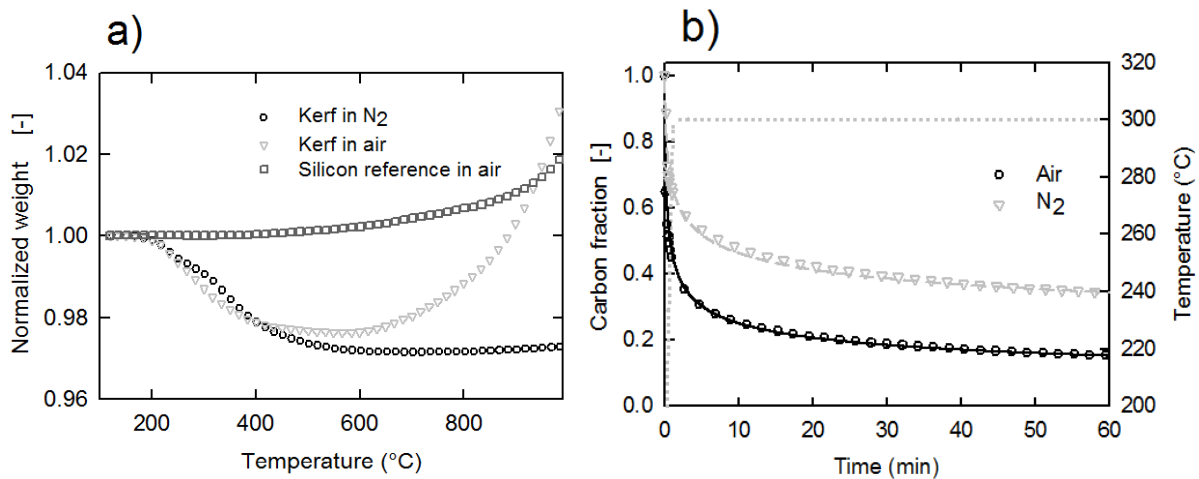 a)
1.04
1.02
1.00
0.98
0.96
Normalized weight [-]
Kerf in N2
Kerf in air
Silicon reference in air
200
400
600
800
Temperature (°C)
b)
1.0
0.8
0.6
0.4
0.2
0.0
Carbon fraction [-]
Air
N2
320
300
280
260
240
220
200
Temperature (°C)
0
10
20
30
40
50
60
Time (min)